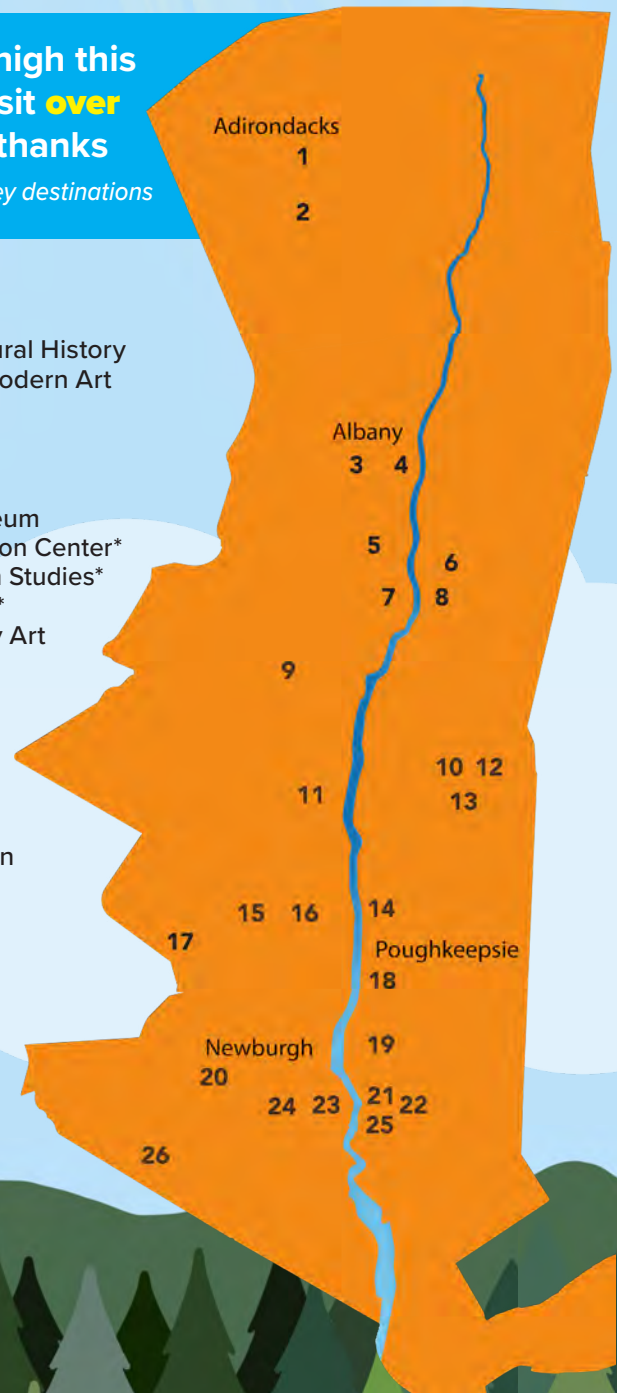 high this
sit over
thanks
ey destinations
ural History
odern Art
eum
on Center*
n Studies*
*
y Art
n
Adirondacks
1
2
Albany
3 4
5
6
7 8
9
10 12
11
13
15 16 14
17
Poughkeepsie
18
Newburgh 19
20
24 23 21 22
25
26